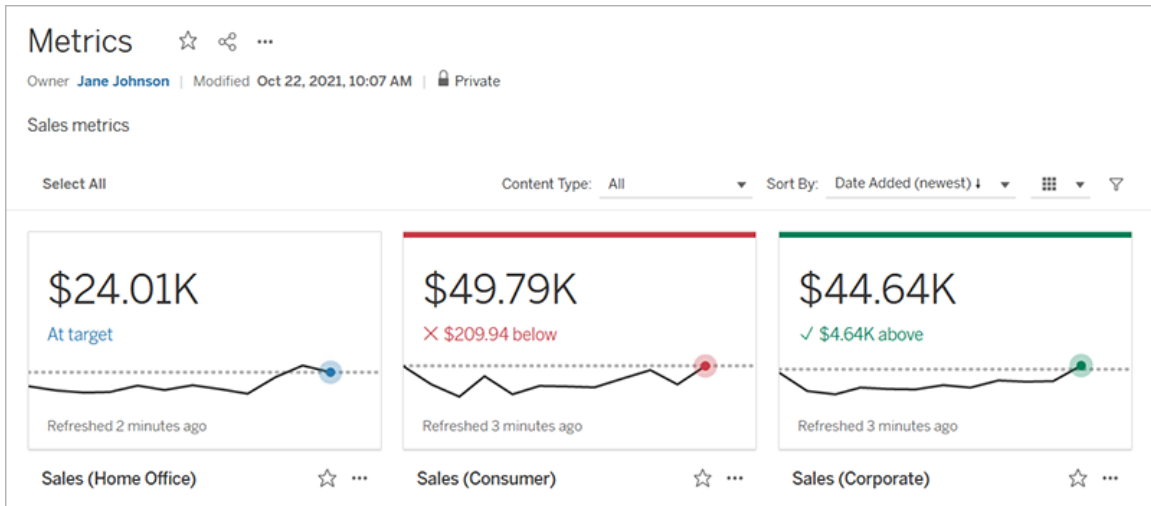 Metrics
Owner Jane Johnson | Modified Oct 22, 2021, 10:07 AM | Private
Sales metrics
Select All
Content Type: All
Sort By: Date Added (newest) ↓
$24.01K
At target
Refreshed 2 minutes ago
Sales (Home Office)
$49.79K
× $209.94 below
Refreshed 3 minutes ago
Sales (Consumer)
$44.64K
✓ $4.64K above
Refreshed 3 minutes ago
Sales (Corporate)